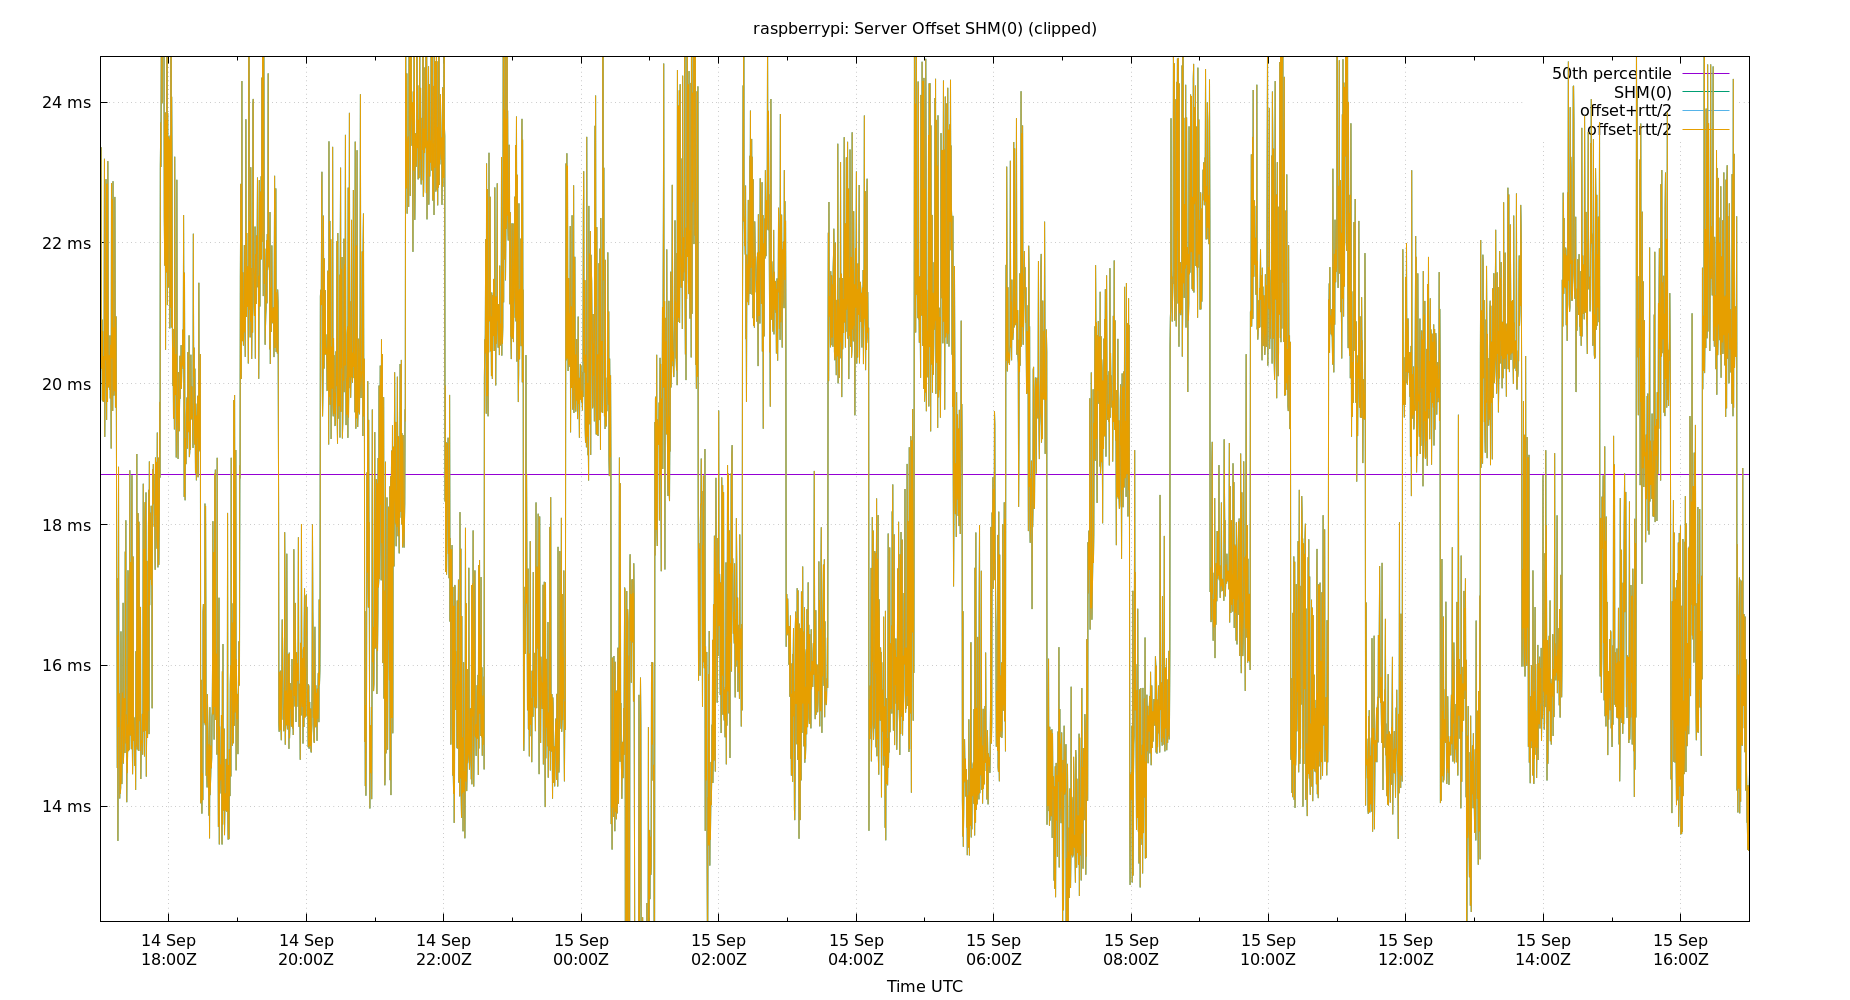 raspberrypi: Server Offset SHM(0) (clipped)
50th percentile
SHM(0)
offset+rtt/2
offset-rtt/2
24 ms
22 ms
20 ms
18 ms
16 ms
14 ms
14 Sep 14 Sep 14 Sep 15 Sep 15 Sep 15 Sep 15 Sep 15 Sep 15 Sep 15 Sep 15 Sep 15 Sep
18:00Z 20:00Z 22:00Z 00:00Z 02:00Z 04:00Z 06:00Z 08:00Z 10:00Z 12:00Z 14:00Z 16:00Z
Time UTC